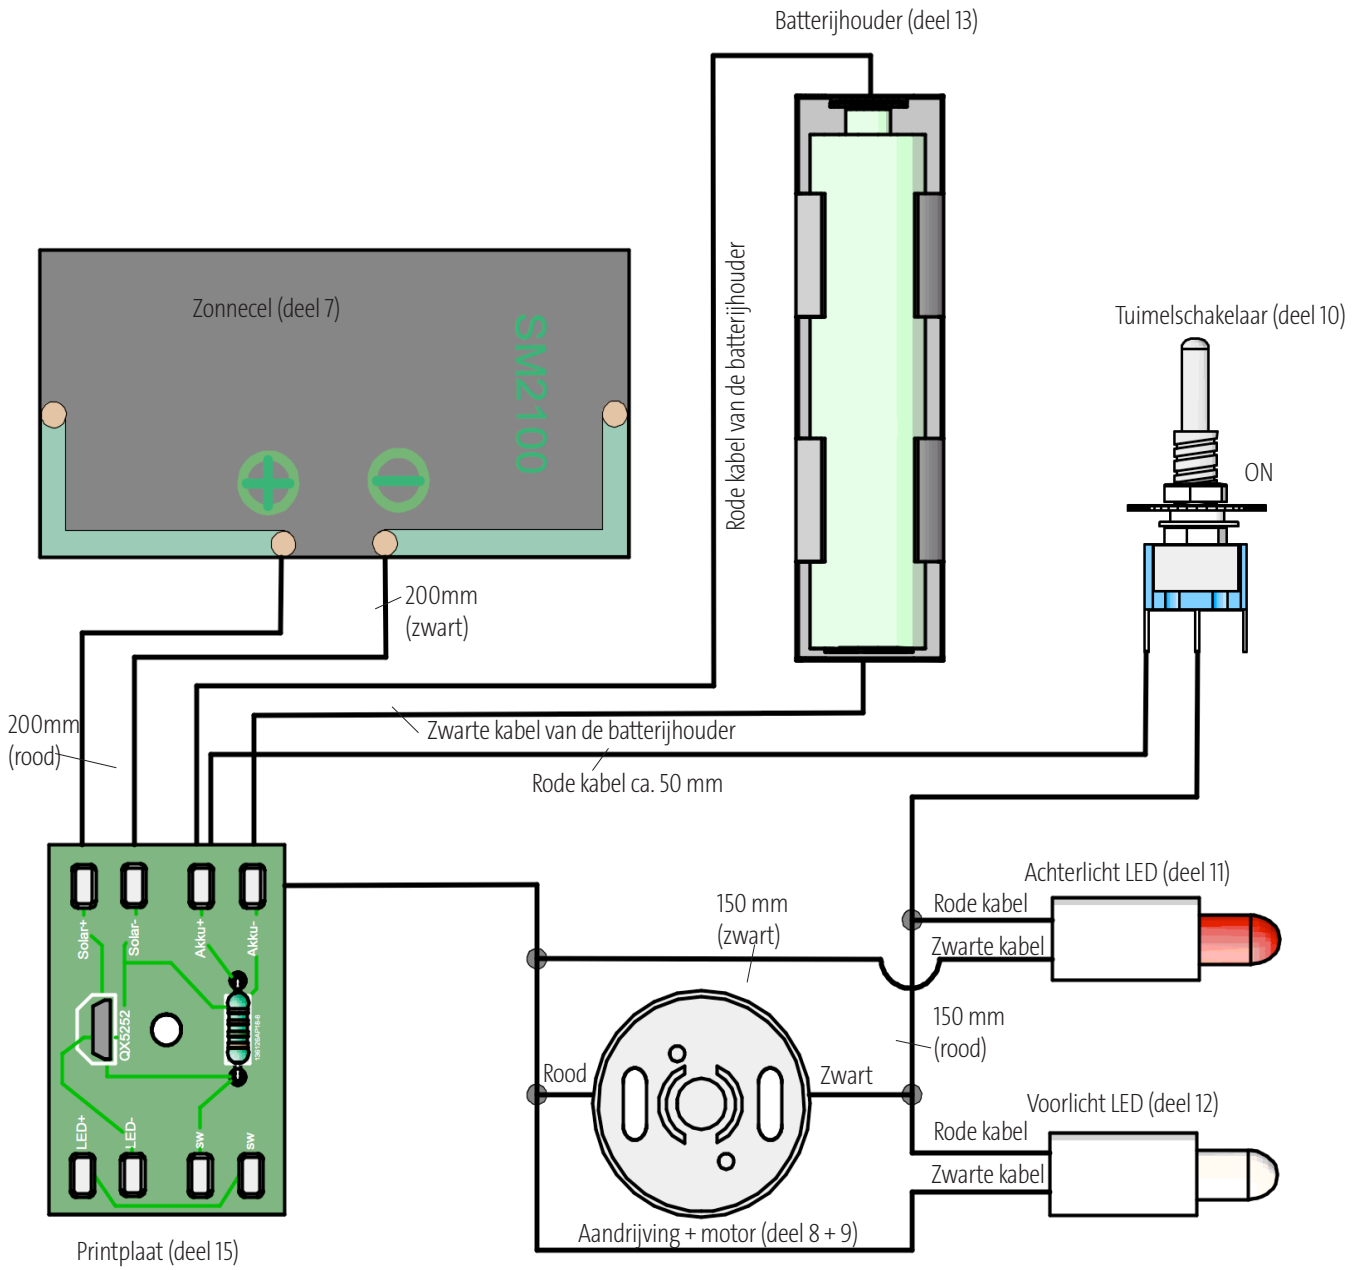 Batterijhouder (deel 13)
Zonnecel (deel 7)
SM2100
Rode kabel van de batterijhouder
Tuimelschakelaar (deel 10)
ON
200mm
(zwart)
200mm
(rood)
Zwarte kabel van de batterijhouder
Rode kabel ca. 50 mm
Solar+
Solar-
Akku+
Akku-
QX5252
136126AP16-6
LED+
LED-
sw
sw
Printplaat (deel 15)
150 mm
(zwart)
Achterlicht LED (deel 11)
Rode kabel
Zwarte kabel
150 mm
(rood)
Rood
Zwart
Voorlicht LED (deel 12)
Rode kabel
Zwarte kabel
Aandrijving + motor (deel 8 + 9)